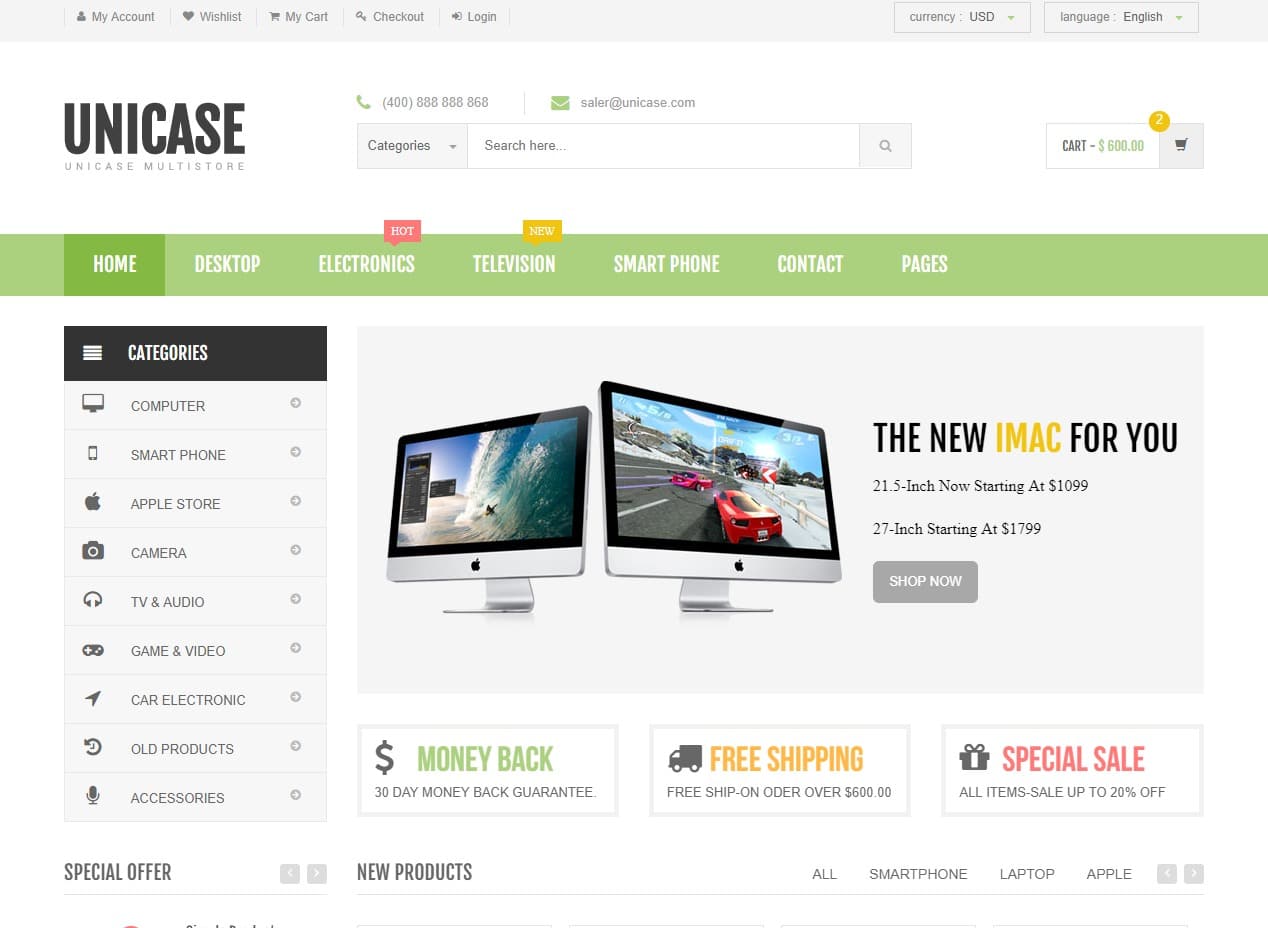 My Account
Wishlist
My Cart
Checkout
Login
currency : USD
language : English
UNICASE
UNICASE MULTISTORE
(400) 888 888 868
saler@unicase.com
Categories
Search here...
2
CART - $ 600.00
HOT
NEW
HOME
DESKTOP
ELECTRONICS
TELEVISION
SMART PHONE
CONTACT
PAGES
CATEGORIES
COMPUTER
SMART PHONE
APPLE STORE
CAMERA
TV & AUDIO
GAME & VIDEO
CAR ELECTRONIC
OLD PRODUCTS
ACCESSORIES
THE NEW IMAC FOR YOU
21.5-Inch Now Starting At $1099
27-Inch Starting At $1799
SHOP NOW
MONEY BACK
30 DAY MONEY BACK GUARANTEE.
FREE SHIPPING
FREE SHIP-ON ODER OVER $600.00
SPECIAL SALE
ALL ITEMS-SALE UP TO 20% OFF
SPECIAL OFFER
NEW PRODUCTS
ALL
SMARTPHONE
LAPTOP
APPLE